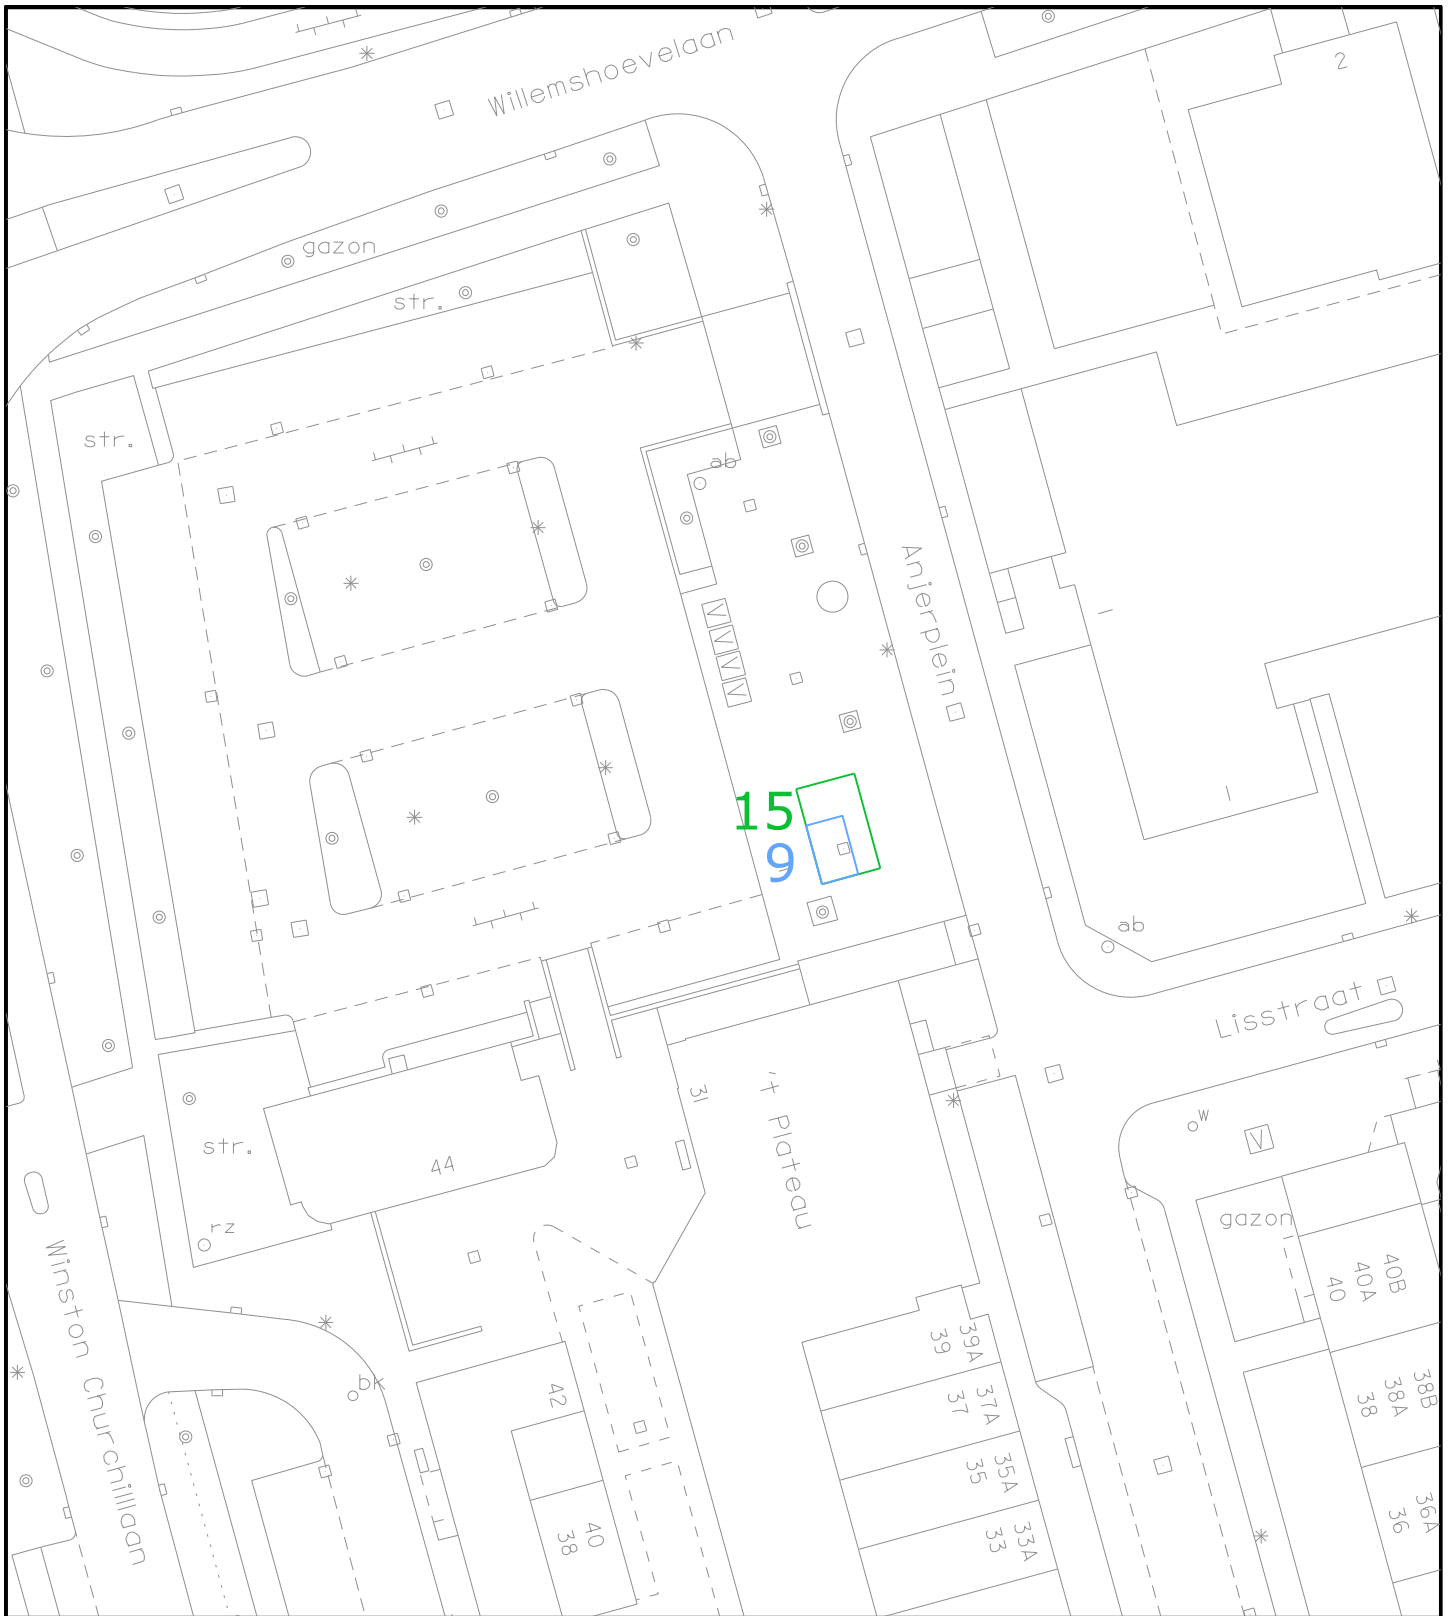 Willemshoevelaan
2
gazon
str.
str.
ab
Anjerplein
V
V
V
V
15
9
ab
Lisstraat
31
't Plateau
w
V
str.
44
gazon
rz
Winston Churchilllaan
40 40A 40B
39 39A
bk
42
37 37A
38 38A 38B
35 35A
36 36A
38 40
33 33A